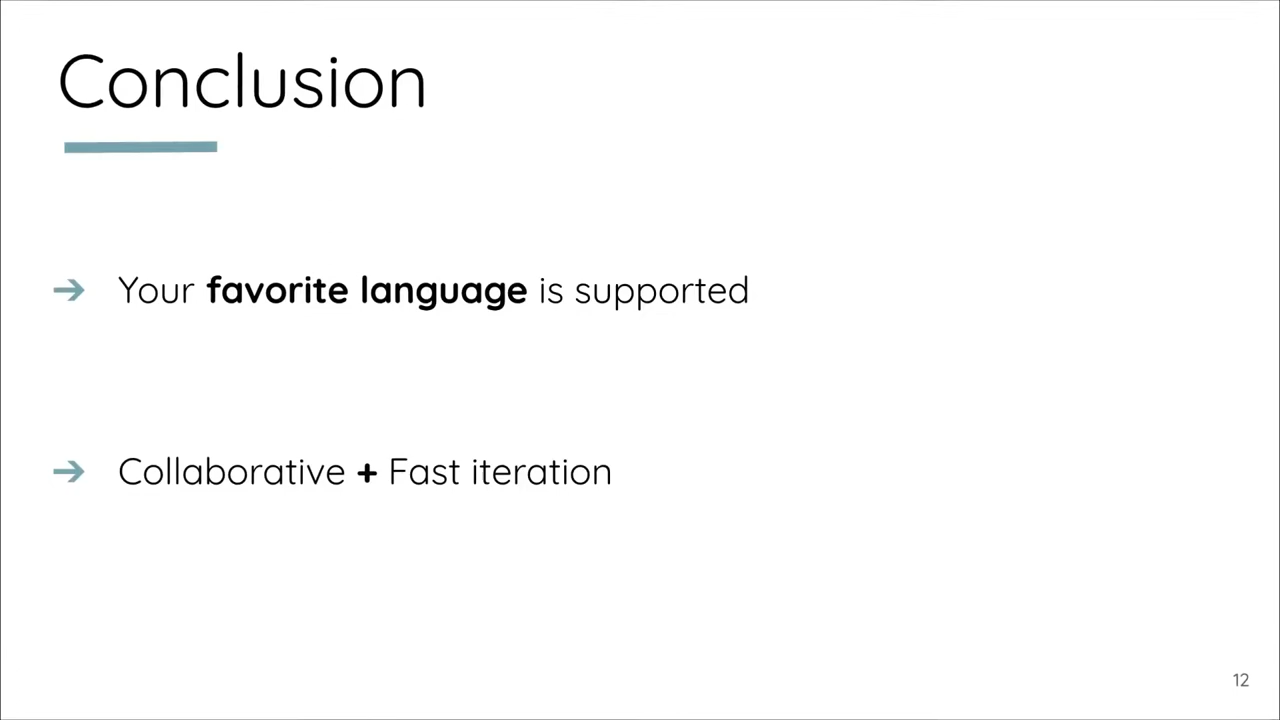 Conclusion
➔ Your favorite language is supported
➔ Collaborative + Fast iteration
12